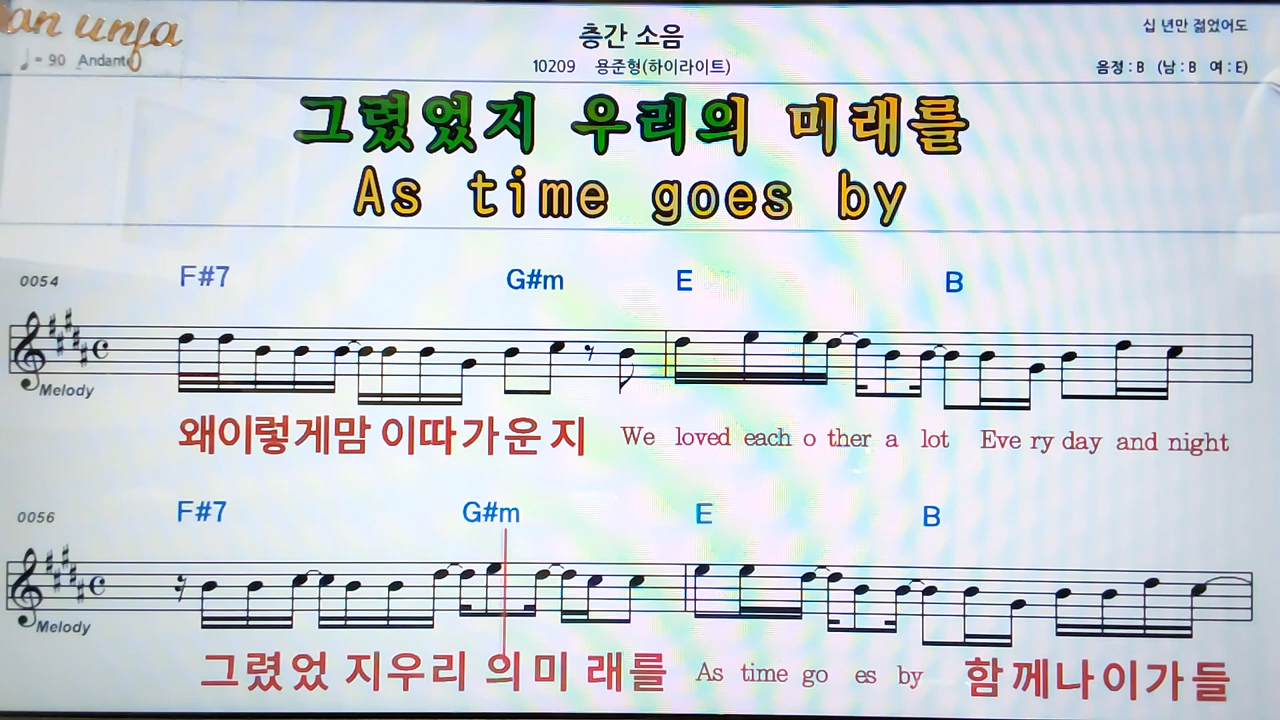 an unja
♩= 90 Andante
층간 소음
10209 용준형(하이라이트)
십 년만 젊었어도
음정 : B (남 : B 여 : E)
그렸었지 우리의 미래를
As time goes by
0054 F#7 G#m E B
Melody
왜이렇게맘 이따가운 지 We loved each o ther a lot Eve ry day and night
0056 F#7 G#m E B
Melody
그렸었 지우리 의미 래를 As time go es by 함께나이가들